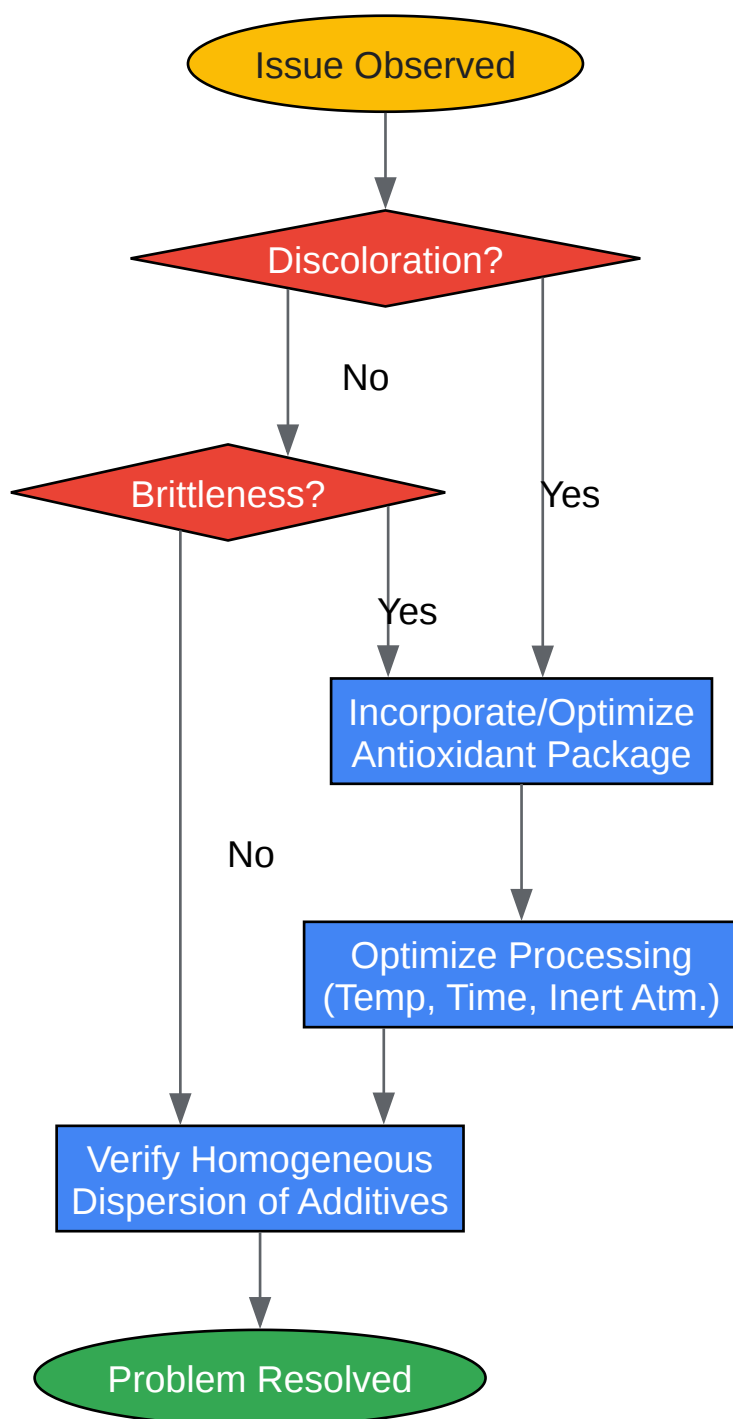 Issue Observed
Discoloration?
No
Brittleness?
Yes
Yes
Incorporate/Optimize
Antioxidant Package
No
Optimize Processing
(Temp, Time, Inert Atm.)
Verify Homogeneous
Dispersion of Additives
Problem Resolved